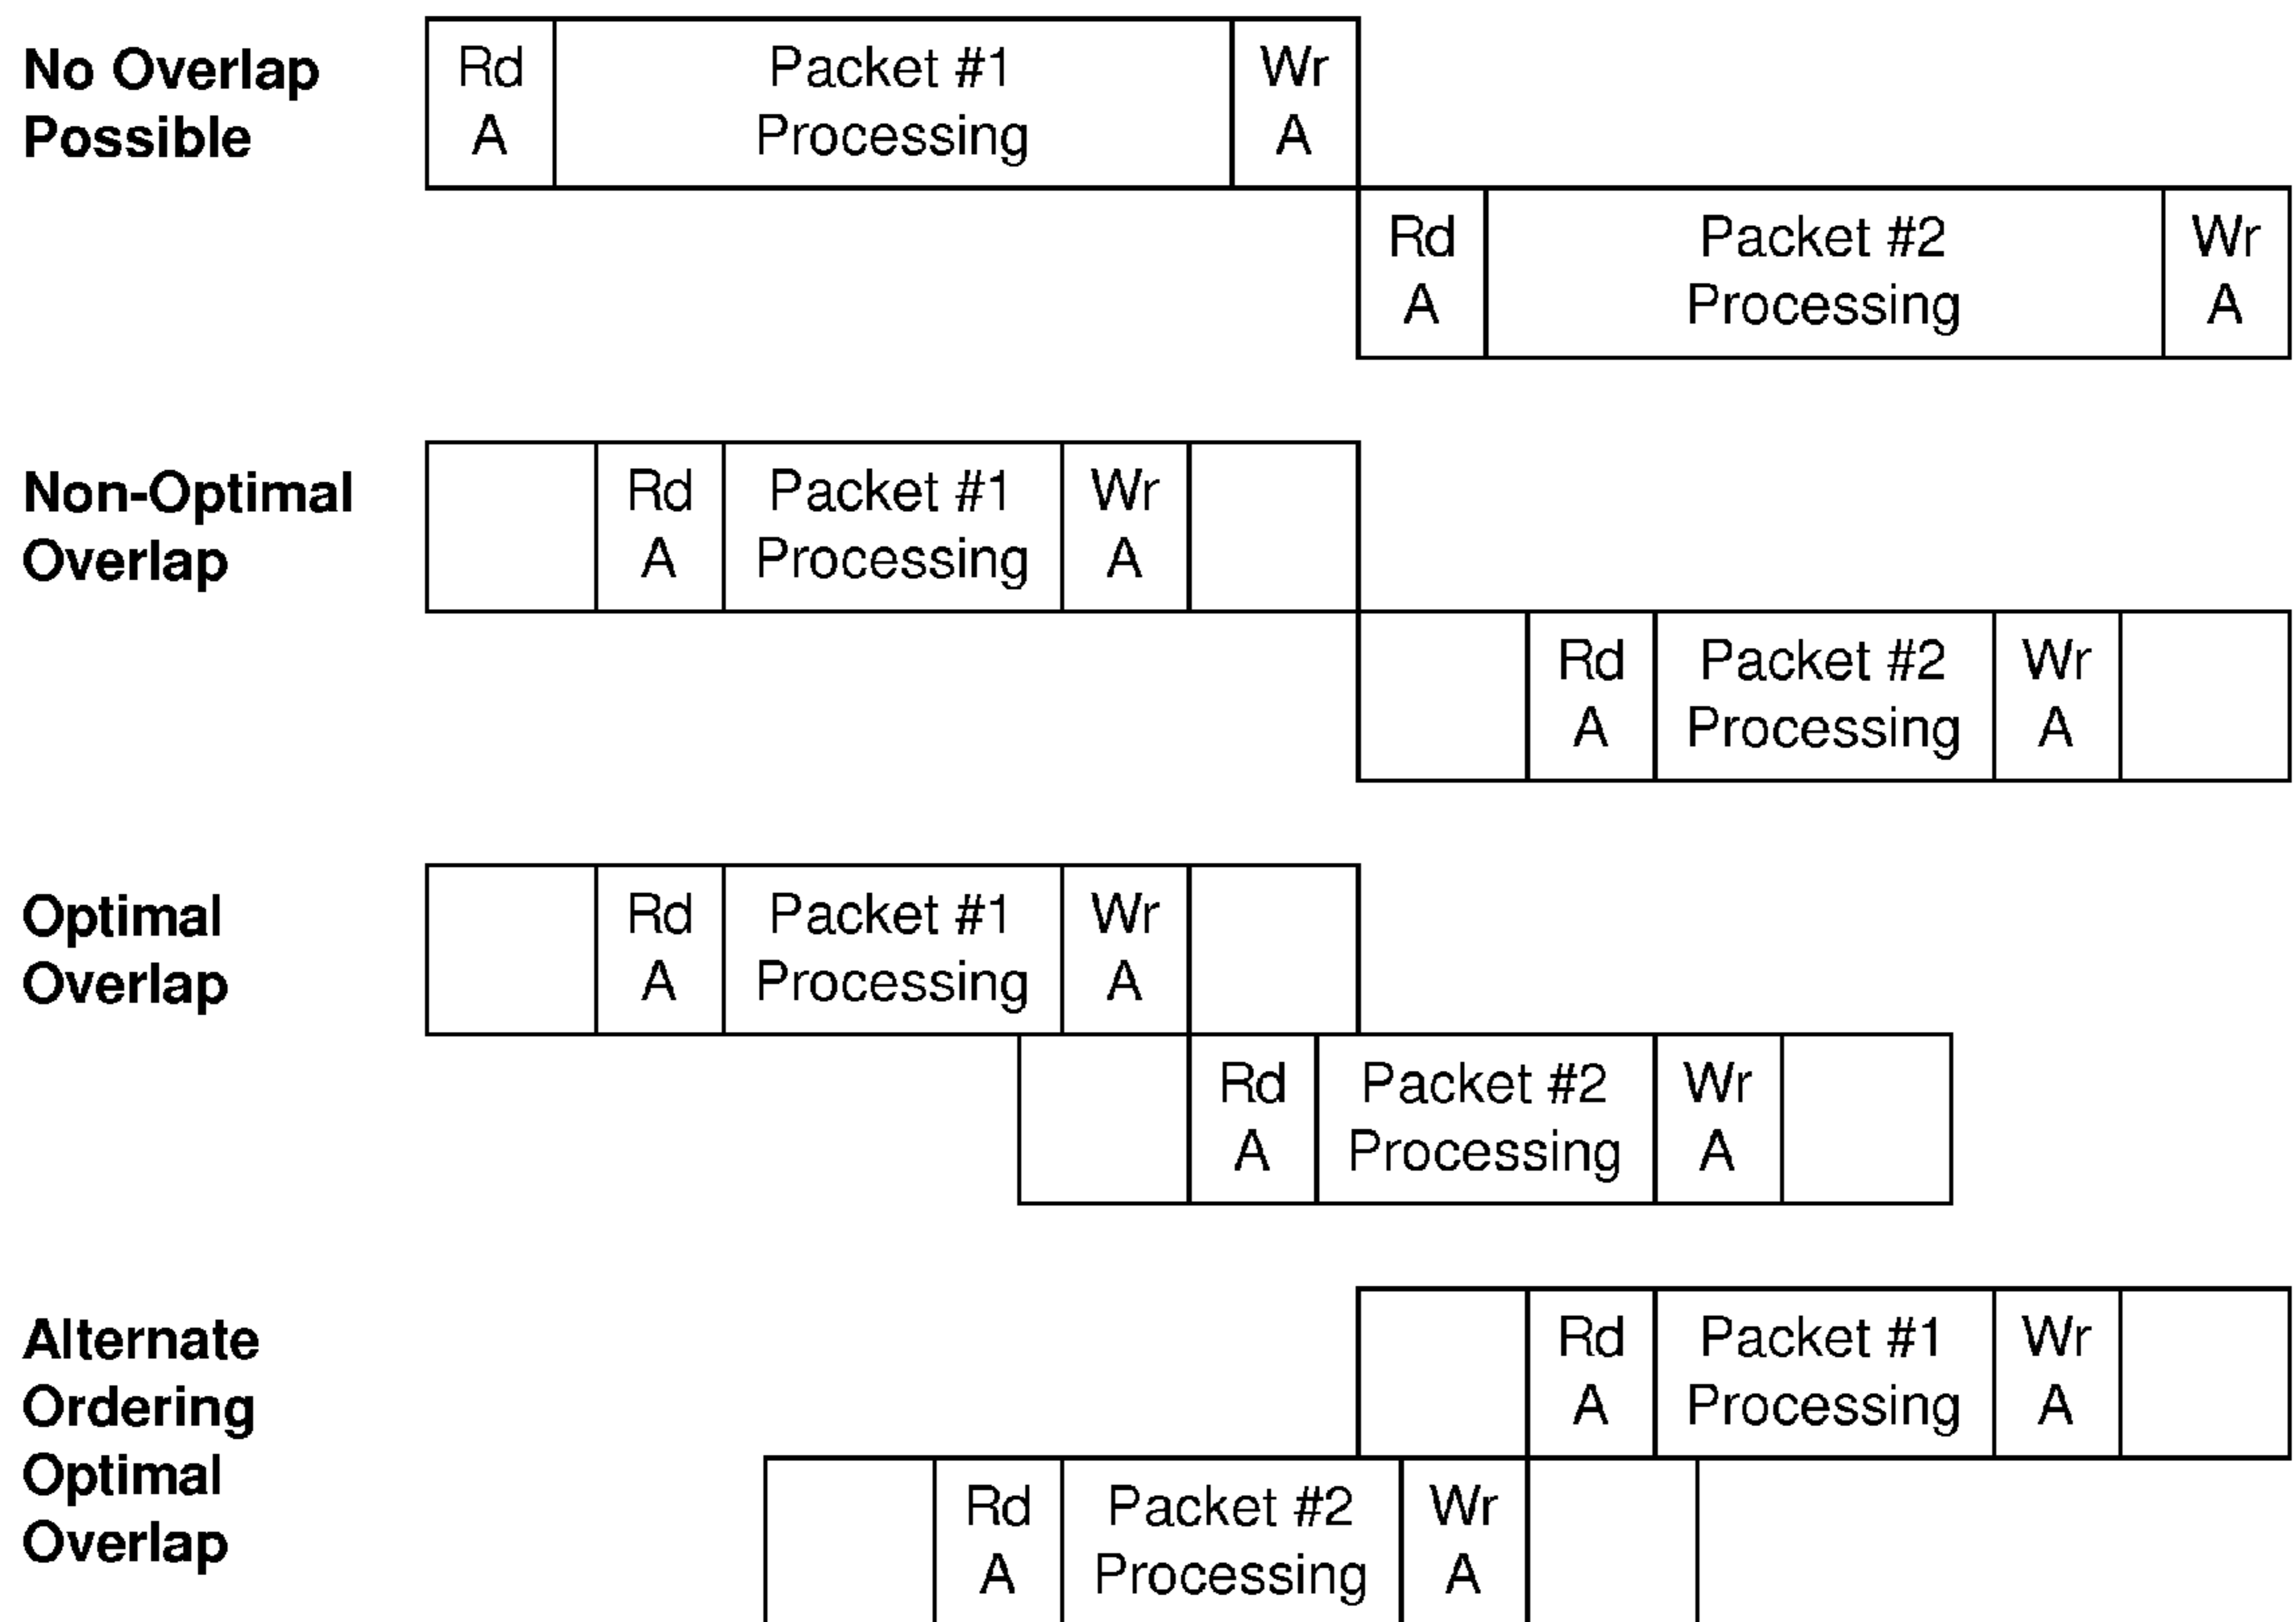 No Overlap
Possible
Rd
A
Packet #1
Processing
Wr
A
Rd
A
Packet #2
Processing
Wr
A
Non-Optimal
Overlap
Rd
A
Packet #1
Processing
Wr
A
Rd
A
Packet #2
Processing
Wr
A
Optimal
Overlap
Rd
A
Packet #1
Processing
Wr
A
Rd
A
Packet #2
Processing
Wr
A
Alternate
Ordering
Optimal
Overlap
Rd
A
Packet #1
Processing
Wr
A
Rd
A
Packet #2
Processing
Wr
A